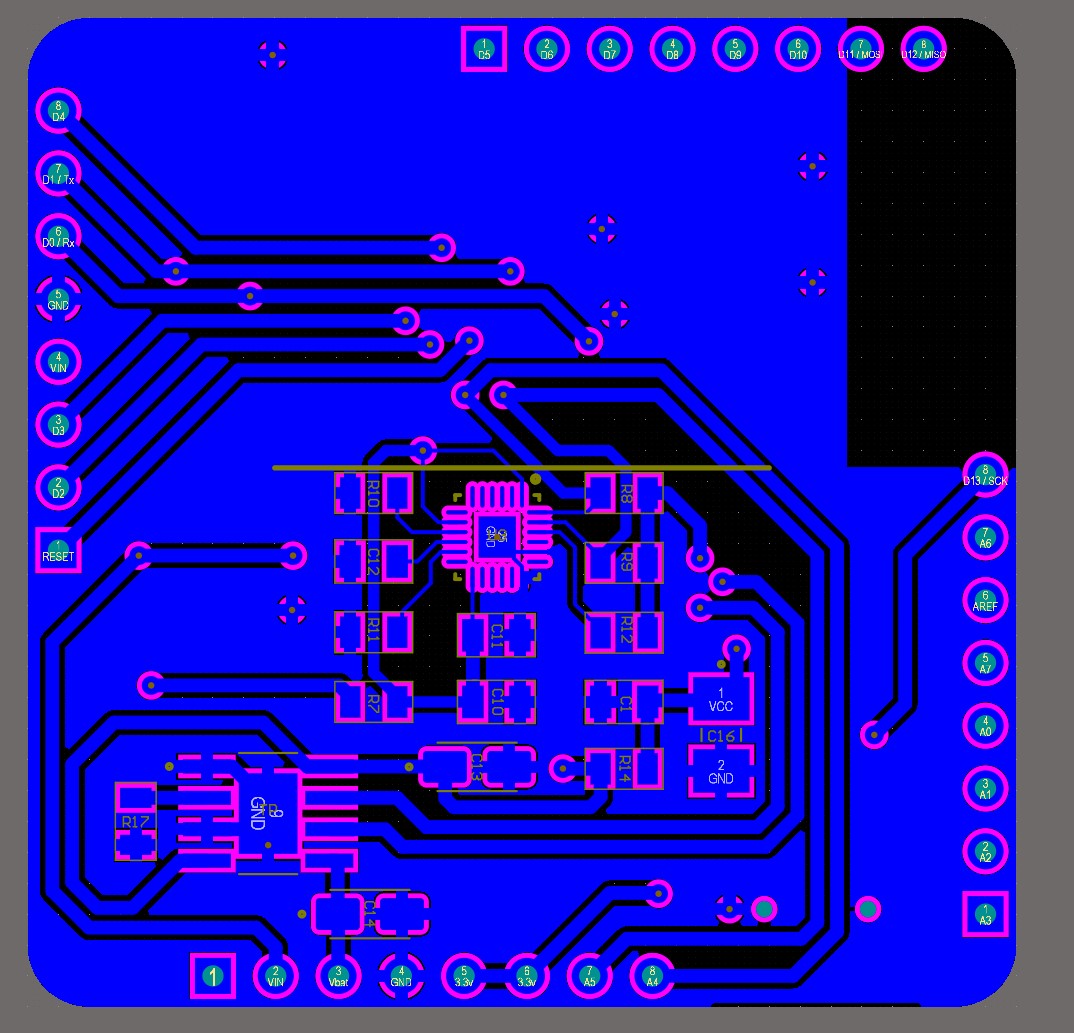 1 2 3 4 5 6 7 8
D5 D6 D7 D8 D9 D10 D11 / MOS D12 / MISO
8
D4
7
D1 / Tx
6
D0 / Rx
5
GND
4
VIN
3
D3
2
D2
1
RESET
8
D13 / SCK
7
A6
6
AREF
5
A7
4
A0
3
A1
2
A2
1
A3
R10
R8
GND
C12
R9
R11
C11
R12
R7
C10
C1
1
VCC
C16
2
GND
C13
R14
R17
9
GND
C14
1 2 3 4 5 6 7 8
VIN Vbat GND 3.3v 3.3v A5 A4